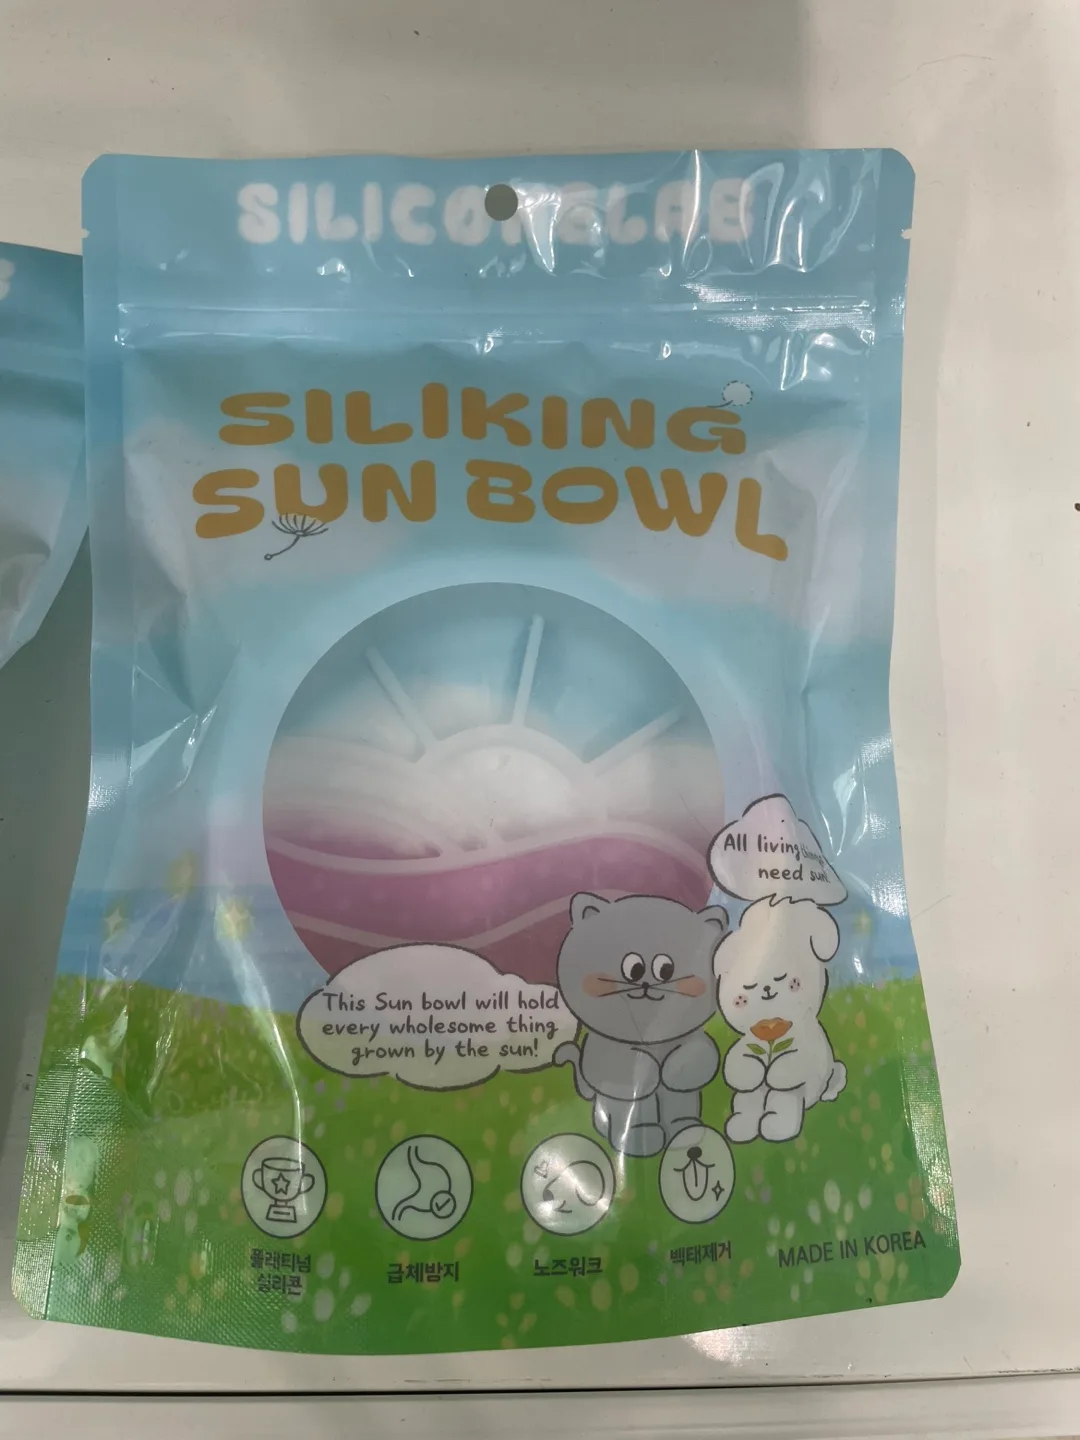 SILICONELAB
SILIKING
SUN BOWL
All living things
need sun!
This Sun bowl will hold
every wholesome thing
grown by the sun!
플래티넘
실리콘
급체방지
노즈워크
백태제거
MADE IN KOREA